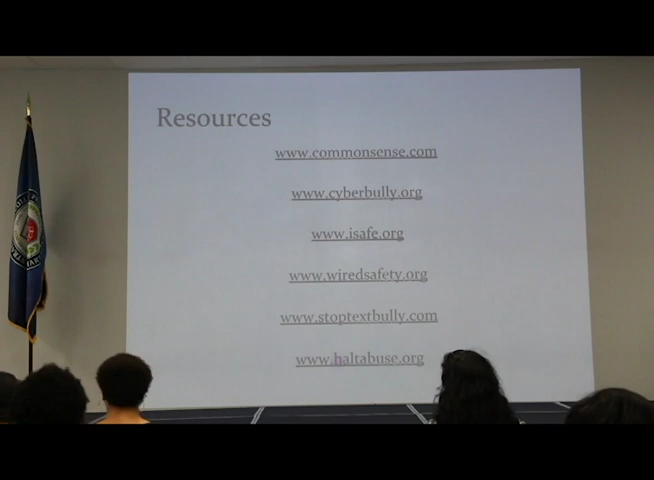 Resources
www.commonsense.com
www.cyberbully.org
www.isafe.org
www.wiredsafety.org
www.stoptextbully.com
www.haltabuse.org